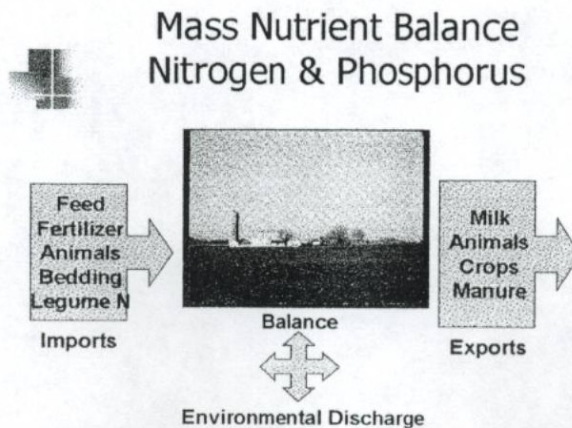 Mass Nutrient Balance
Nitrogen & Phosphorus
Feed
Fertilizer
Animals
Bedding
Legume N
Imports
Balance
Environmental Discharge
Milk
Animals
Crops
Manure
Exports